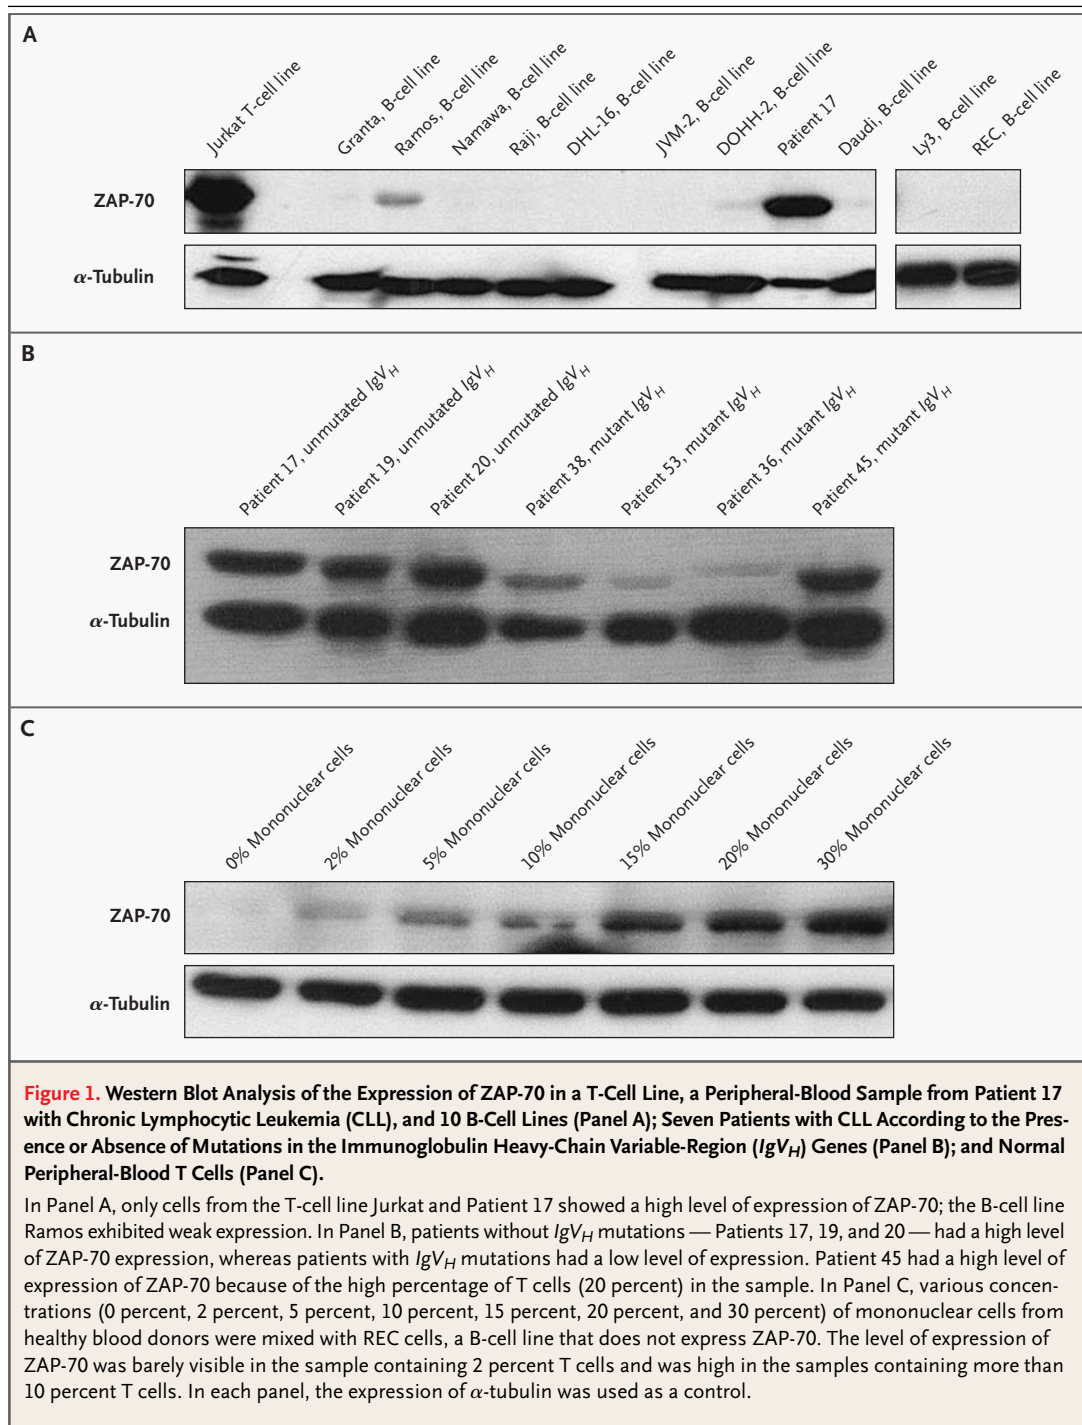 A
Jurkat T-cell line
Granta, B-cell line
Ramos, B-cell line
Namawa, B-cell line
Raji, B-cell line
DHL-16, B-cell line
JVM-2, B-cell line
DOHH-2, B-cell line
Patient 17
Daudi, B-cell line
Ly3, B-cell line
REC, B-cell line
ZAP-70
α-Tubulin
B
Patient 17, unmutated IgVH
Patient 19, unmutated IgVH
Patient 20, unmutated IgVH
Patient 38, mutant IgVH
Patient 53, mutant IgVH
Patient 36, mutant IgVH
Patient 45, mutant IgVH
ZAP-70
α-Tubulin
C
0% Mononuclear cells
2% Mononuclear cells
5% Mononuclear cells
10% Mononuclear cells
15% Mononuclear cells
20% Mononuclear cells
30% Mononuclear cells
ZAP-70
α-Tubulin
Figure 1. Western Blot Analysis of the Expression of ZAP-70 in a T-Cell Line, a Peripheral-Blood Sample from Patient 17
with Chronic Lymphocytic Leukemia (CLL), and 10 B-Cell Lines (Panel A); Seven Patients with CLL According to the Pres-
ence or Absence of Mutations in the Immunoglobulin Heavy-Chain Variable-Region (IgVH) Genes (Panel B); and Normal
Peripheral-Blood T Cells (Panel C).
In Panel A, only cells from the T-cell line Jurkat and Patient 17 showed a high level of expression of ZAP-70; the B-cell line
Ramos exhibited weak expression. In Panel B, patients without IgVH mutations — Patients 17, 19, and 20 — had a high level
of ZAP-70 expression, whereas patients with IgVH mutations had a low level of expression. Patient 45 had a high level of
expression of ZAP-70 because of the high percentage of T cells (20 percent) in the sample. In Panel C, various concen-
trations (0 percent, 2 percent, 5 percent, 10 percent, 15 percent, 20 percent, and 30 percent) of mononuclear cells from
healthy blood donors were mixed with REC cells, a B-cell line that does not express ZAP-70. The level of expression of
ZAP-70 was barely visible in the sample containing 2 percent T cells and was high in the samples containing more than
10 percent T cells. In each panel, the expression of α-tubulin was used as a control.